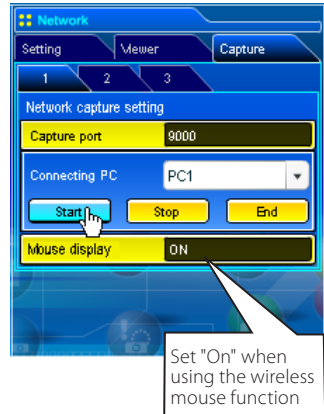 Network
Setting Viewer Capture
1 2 3
Network capture setting
Capture port 9000
Connecting PC PC1
Start Stop End
Mouse display ON
Set "On" when
using the wireless
mouse function